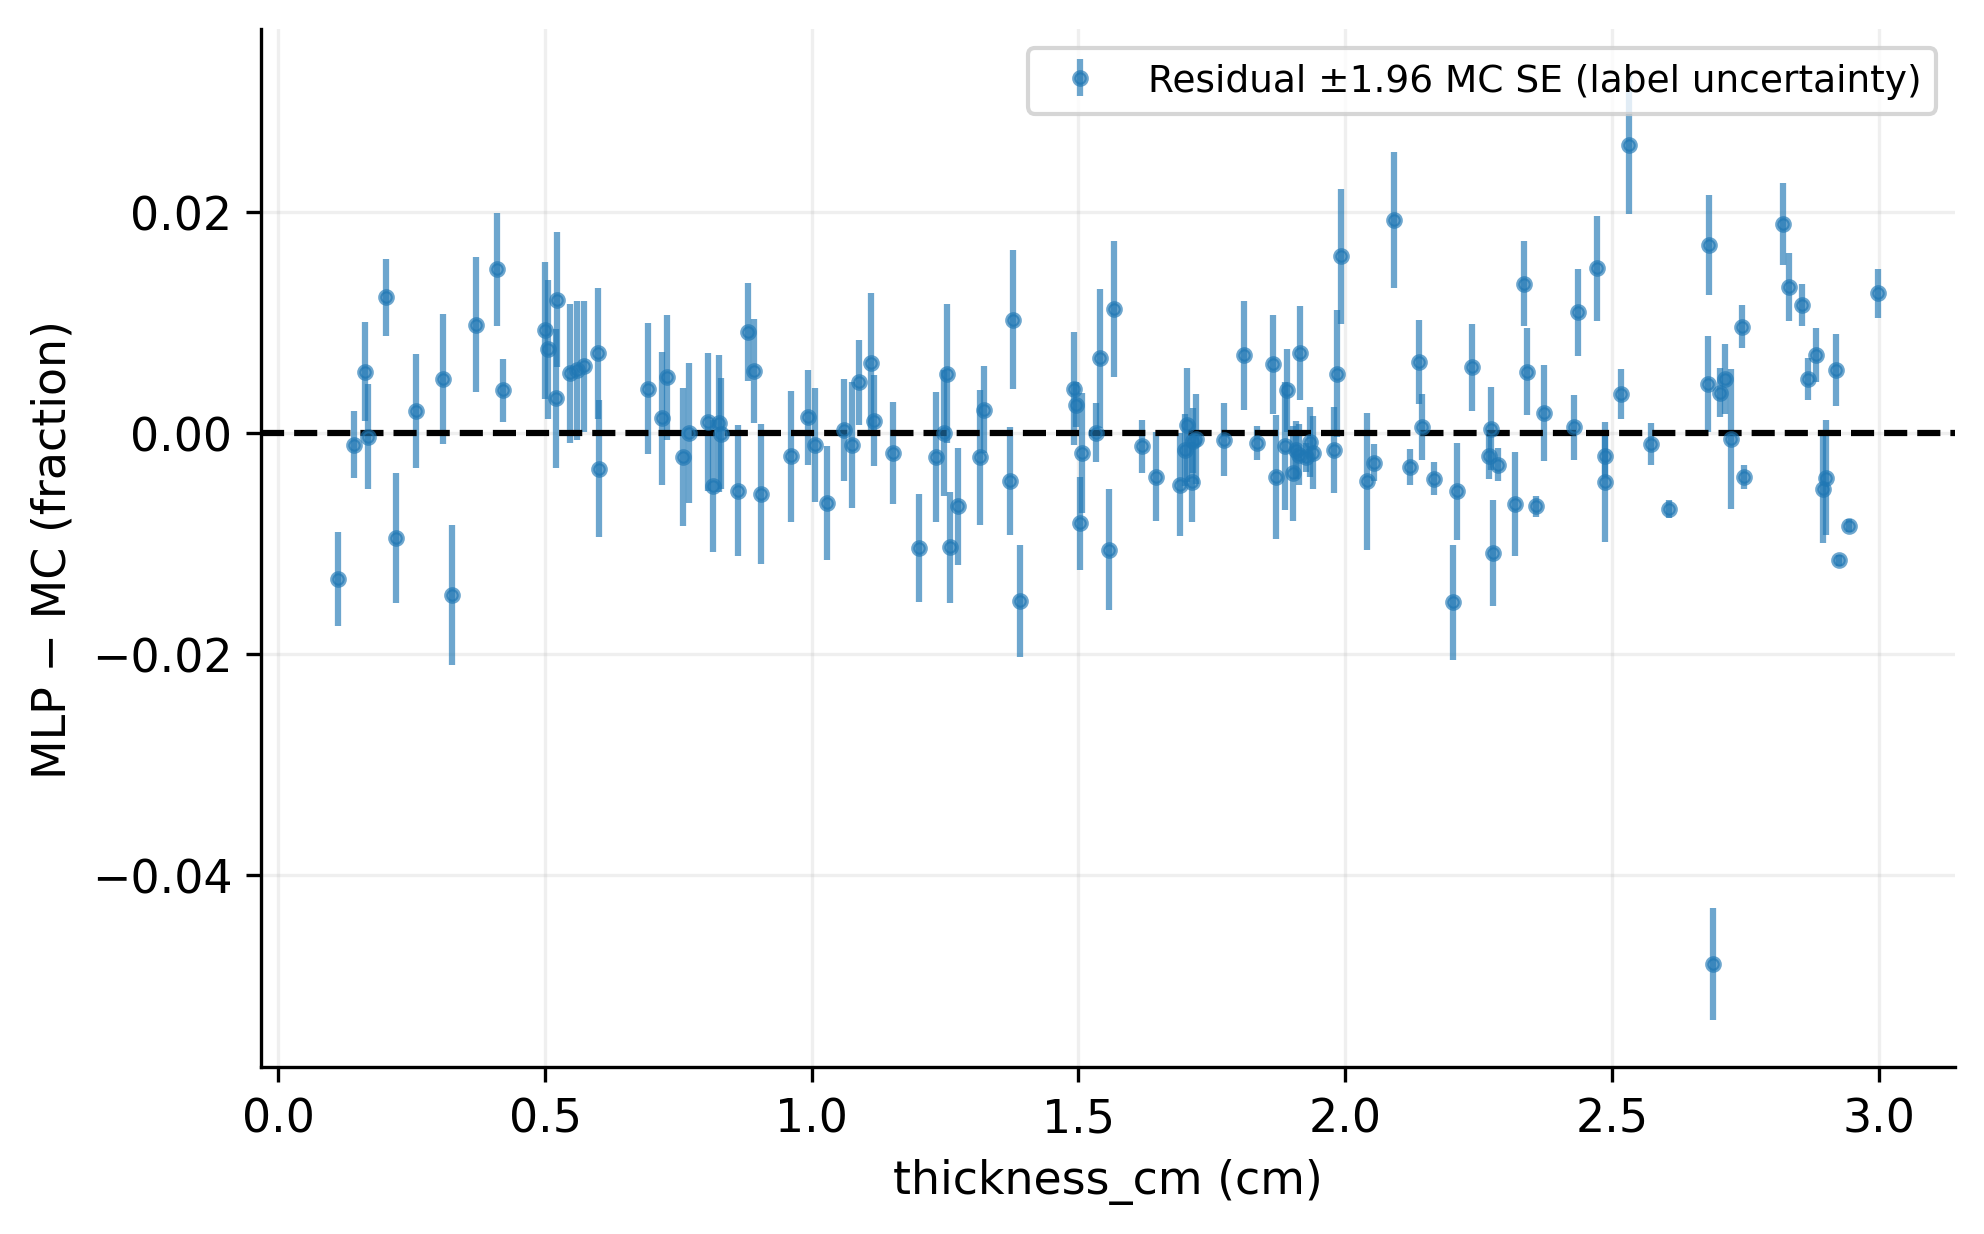 Residual ±1.96 MC SE (label uncertainty)
MLP − MC (fraction)
0.02
0.00
−0.02
−0.04
0.0 0.5 1.0 1.5 2.0 2.5 3.0
thickness_cm (cm)